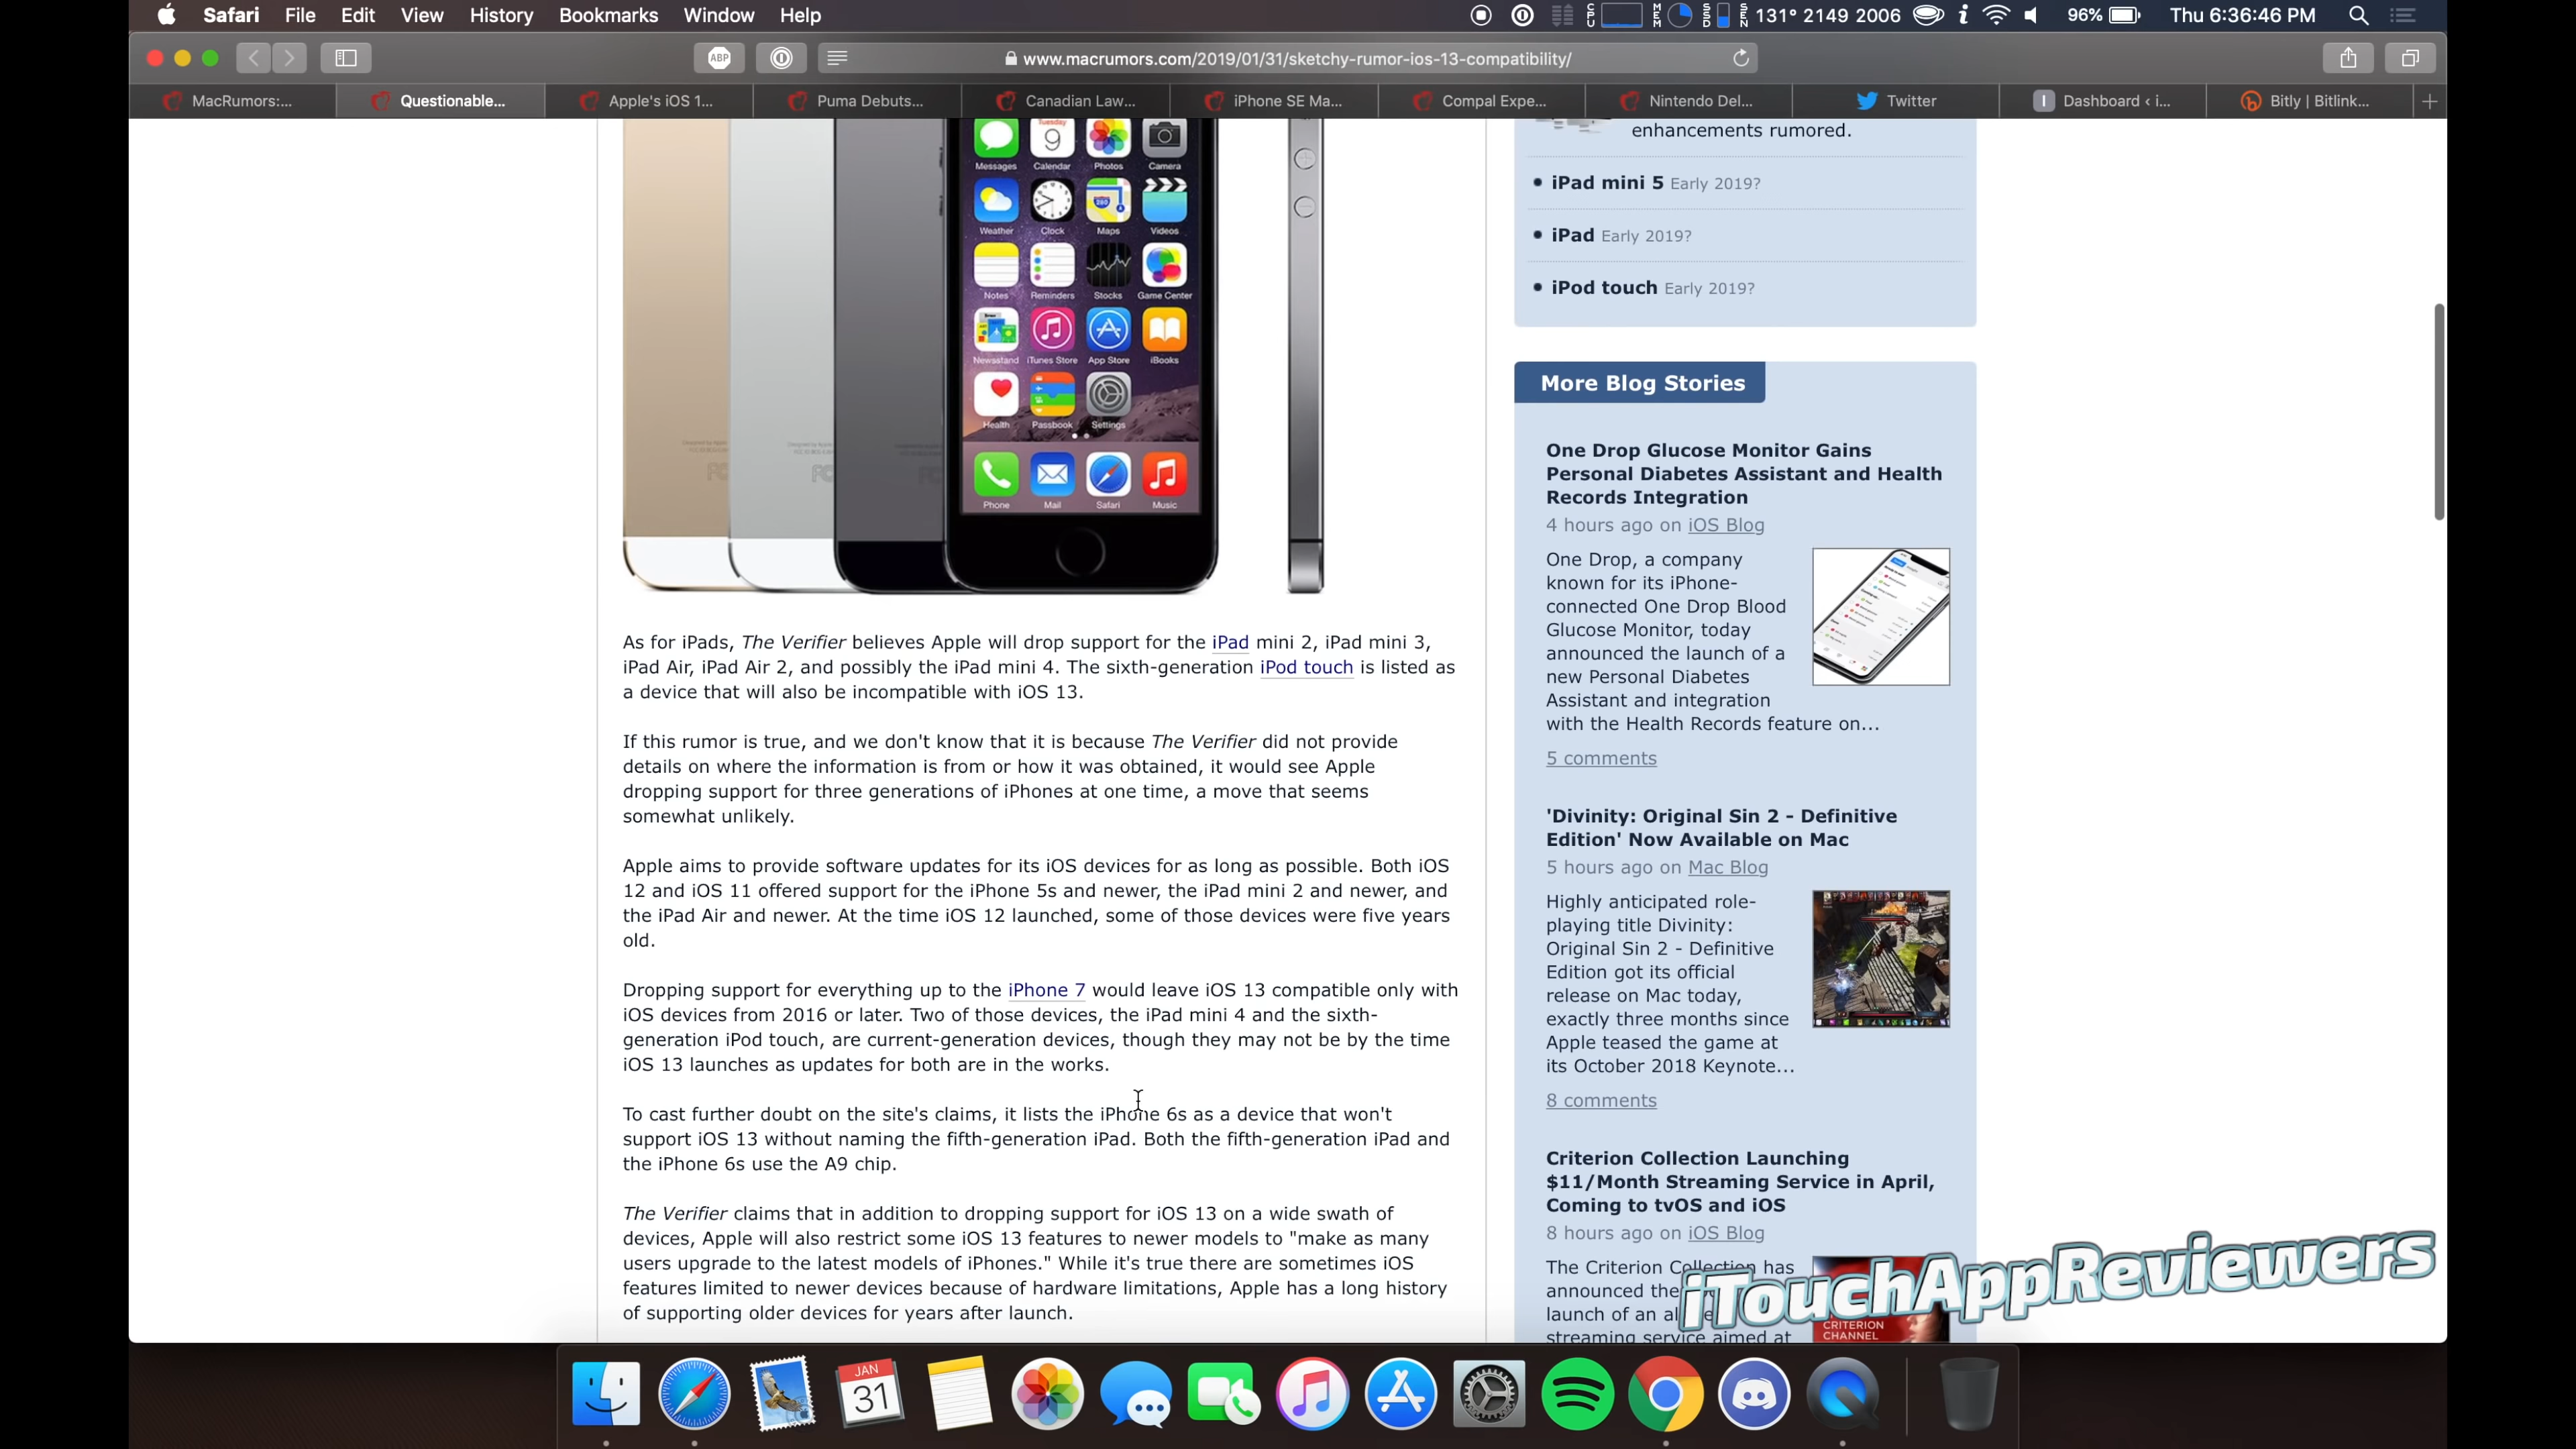 Safari File Edit View History Bookmarks Window Help
CPU MEM SSD SEN 131° 2149 2006 96% Thu 6:36:46 PM
ABP
www.macrumors.com/2019/01/31/sketchy-rumor-ios-13-compatibility/
MacRumors:...
Questionable...
Apple's iOS 1...
Puma Debuts...
Canadian Law...
iPhone SE Ma...
Compal Expe...
Nintendo Del...
Twitter
Dashboard ‹ i...
Bitly | Bitlink...
Tuesday
9
Messages Calendar Photos Camera
280
Weather Clock Maps Videos
Notes Reminders Stocks Game Center
Newsstand iTunes Store App Store iBooks
Health Passbook Settings
Phone Mail Safari Music
As for iPads, The Verifier believes Apple will drop support for the iPad mini 2, iPad mini 3,
iPad Air, iPad Air 2, and possibly the iPad mini 4. The sixth-generation iPod touch is listed as
a device that will also be incompatible with iOS 13.
If this rumor is true, and we don't know that it is because The Verifier did not provide
details on where the information is from or how it was obtained, it would see Apple
dropping support for three generations of iPhones at one time, a move that seems
somewhat unlikely.
Apple aims to provide software updates for its iOS devices for as long as possible. Both iOS
12 and iOS 11 offered support for the iPhone 5s and newer, the iPad mini 2 and newer, and
the iPad Air and newer. At the time iOS 12 launched, some of those devices were five years
old.
Dropping support for everything up to the iPhone 7 would leave iOS 13 compatible only with
iOS devices from 2016 or later. Two of those devices, the iPad mini 4 and the sixth-
generation iPod touch, are current-generation devices, though they may not be by the time
iOS 13 launches as updates for both are in the works.
To cast further doubt on the site's claims, it lists the iPhone 6s as a device that won't
support iOS 13 without naming the fifth-generation iPad. Both the fifth-generation iPad and
the iPhone 6s use the A9 chip.
The Verifier claims that in addition to dropping support for iOS 13 on a wide swath of
devices, Apple will also restrict some iOS 13 features to newer models to "make as many
users upgrade to the latest models of iPhones." While it's true there are sometimes iOS
features limited to newer devices because of hardware limitations, Apple has a long history
of supporting older devices for years after launch.
enhancements rumored.
iPad mini 5 Early 2019?
iPad Early 2019?
iPod touch Early 2019?
More Blog Stories
One Drop Glucose Monitor Gains
Personal Diabetes Assistant and Health
Records Integration
4 hours ago on iOS Blog
One Drop, a company
known for its iPhone-
connected One Drop Blood
Glucose Monitor, today
announced the launch of a
new Personal Diabetes
Assistant and integration
with the Health Records feature on...
5 comments
'Divinity: Original Sin 2 - Definitive
Edition' Now Available on Mac
5 hours ago on Mac Blog
Highly anticipated role-
playing title Divinity:
Original Sin 2 - Definitive
Edition got its official
release on Mac today,
exactly three months since
Apple teased the game at
its October 2018 Keynote...
8 comments
Criterion Collection Launching
$11/Month Streaming Service in April,
Coming to tvOS and iOS
8 hours ago on iOS Blog
The Criterion Collection has
announced the
launch of an al
streaming service aimed at
CRITERION
CHANNEL
iTouchAppReviewers
JAN
31